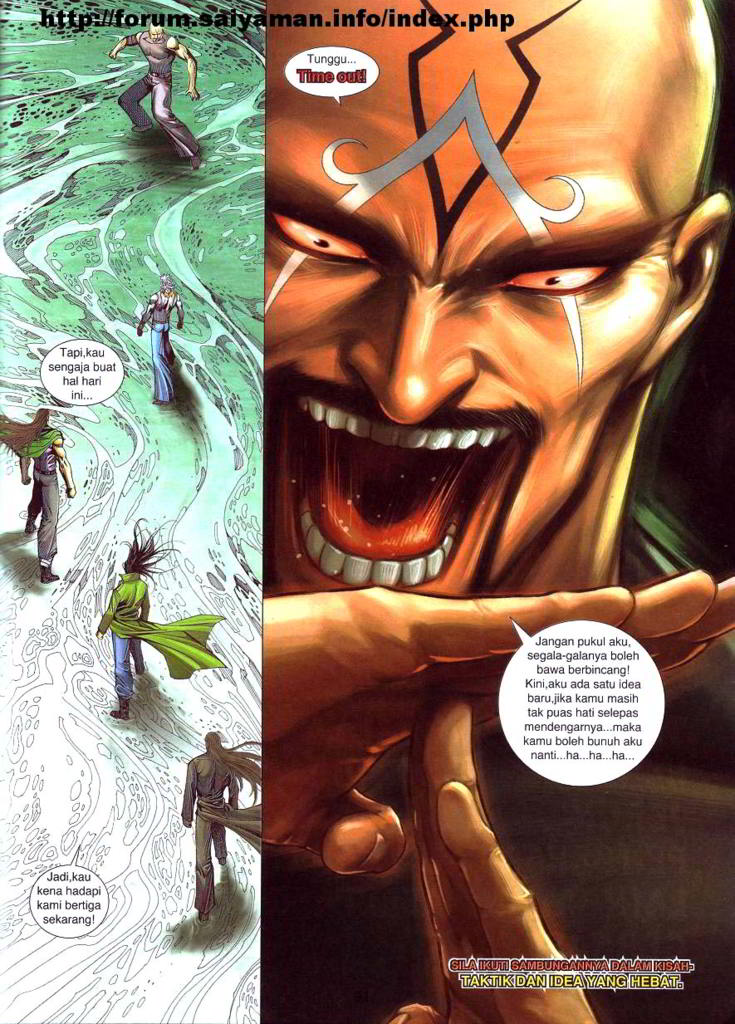 http://forum.saiyaman.info/index.php
Tapi,kau
sengaja buat
hal hari
ini...
Jadi,kau
kena hadapi
kami bertiga
sekarang!
Tunggu...
Time out!
Jangan pukul aku,
segala-galanya boleh
bawa berbincang!
Kini,aku ada satu idea
baru,jika kamu masih
tak puas hati selepas
mendengarnya...maka
kamu boleh bunuh aku
nanti...ha...ha...ha...
SILA IKUTI SAMBUNGANNYA DALAM KISAH-
TAKTIK DAN IDEA YANG HEBAT.